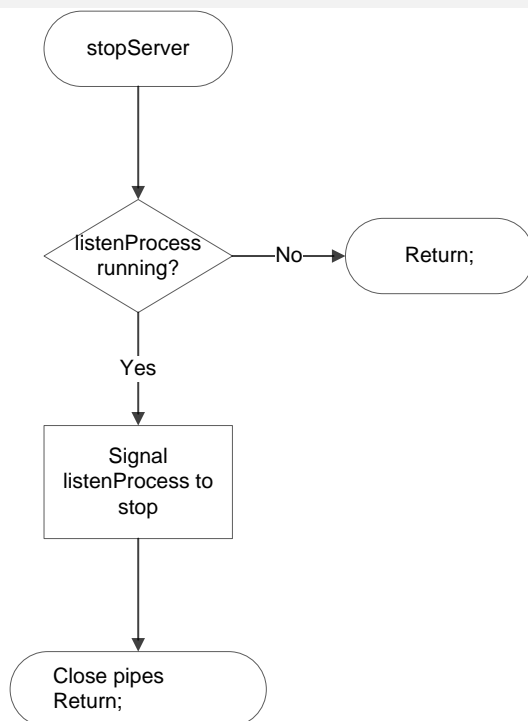 stopServer
listenProcess
running?
No
Return;
Yes
Signal
listenProcess to
stop
Close pipes
Return;